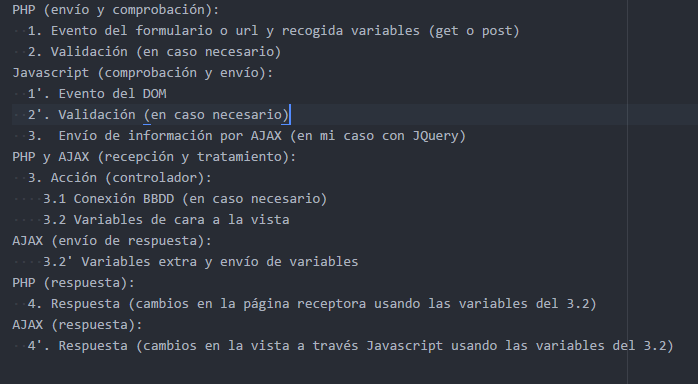 PHP (envío y comprobación):
1. Evento del formulario o url y recogida variables (get o post)
2. Validación (en caso necesario)
Javascript (comprobación y envío):
1'. Evento del DOM
2'. Validación (en caso necesario)
3.  Envío de información por AJAX (en mi caso con JQuery)
PHP y AJAX (recepción y tratamiento):
3. Acción (controlador):
3.1 Conexión BBDD (en caso necesario)
3.2 Variables de cara a la vista
AJAX (envío de respuesta):
3.2' Variables extra y envío de variables
PHP (respuesta):
4. Respuesta (cambios en la página receptora usando las variables del 3.2)
AJAX (respuesta):
4'. Respuesta (cambios en la vista a través Javascript usando las variables del 3.2)